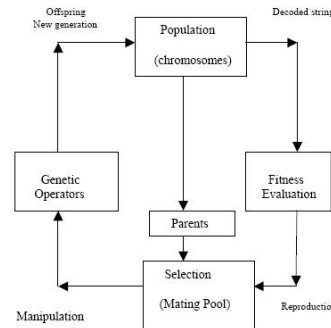 Offspring
New generation
Population
(chromosomes)
Decoded string
Genetic
Operators
Fitness
Evaluation
Parents
Selection
(Mating Pool)
Manipulation
Reproduction